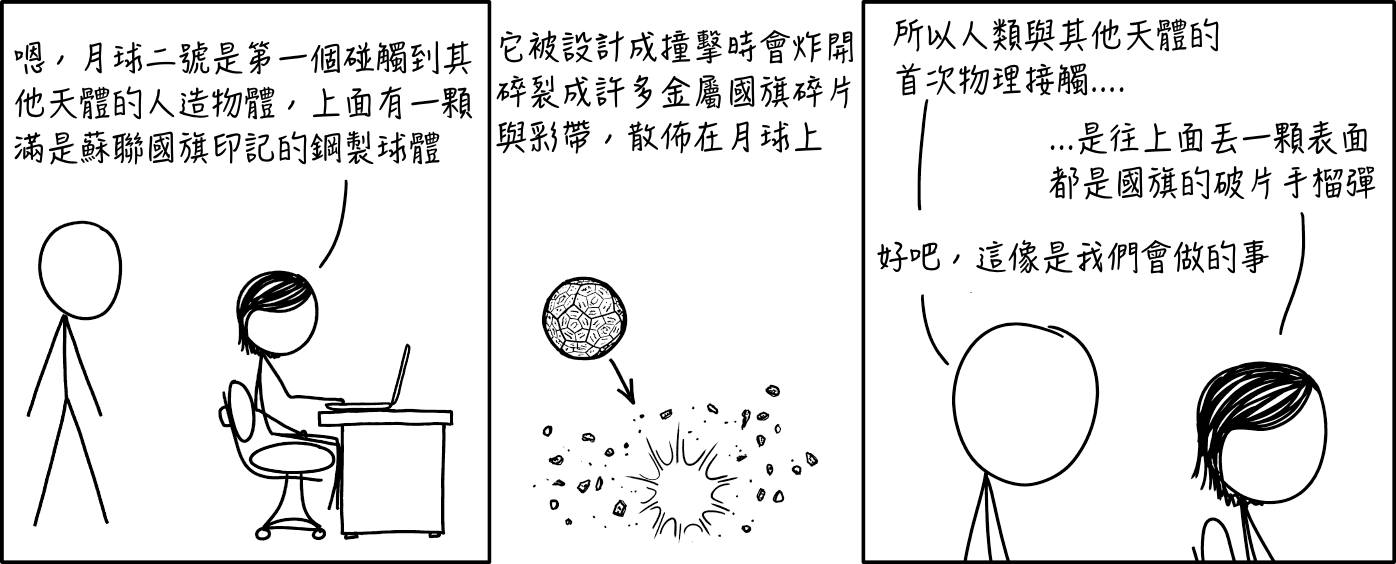 嗯，月球二號是第一個碰觸到其
他天體的人造物體，上面有一顆
滿是蘇聯國旗印記的鋼製球體
它被設計成撞擊時會炸開
碎裂成許多金屬國旗碎片
與彩帶，散佈在月球上
所以人類與其他天體的
首次物理接觸....
...是往上面丟一顆表面
都是國旗的破片手榴彈
好吧，這像是我們會做的事